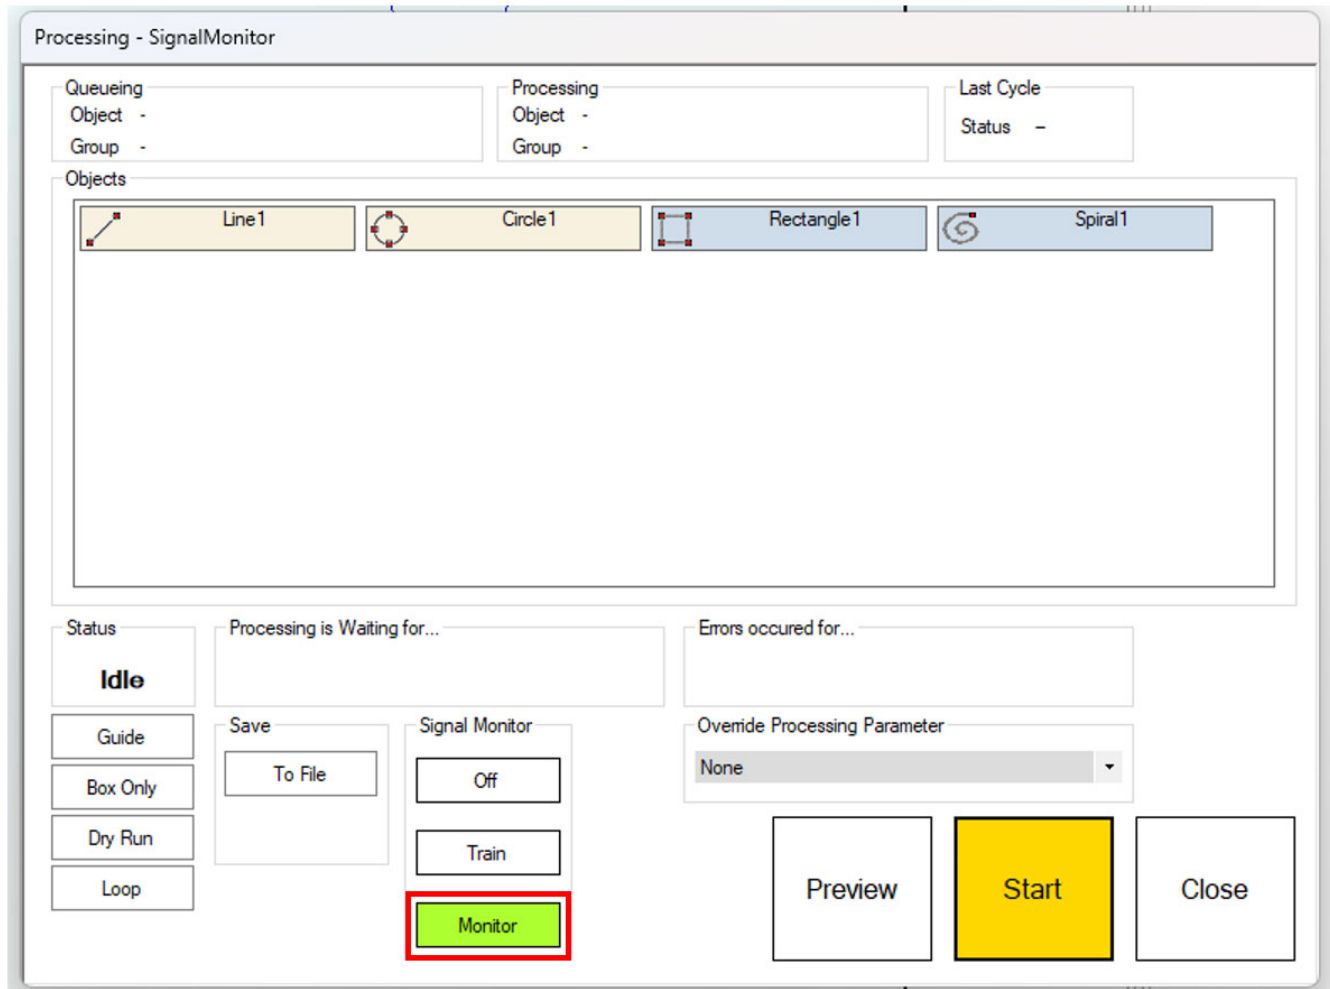 Processing - SignalMonitor
Queueing
Object -
Group -
Processing
Object -
Group -
Last Cycle
Status –
Objects
Line1
Circle1
Rectangle1
Spiral1
Status
Idle
Processing is Waiting for...
Errors occured for...
Guide
Box Only
Dry Run
Loop
Save
To File
Signal Monitor
Off
Train
Monitor
Override Processing Parameter
None
Preview
Start
Close